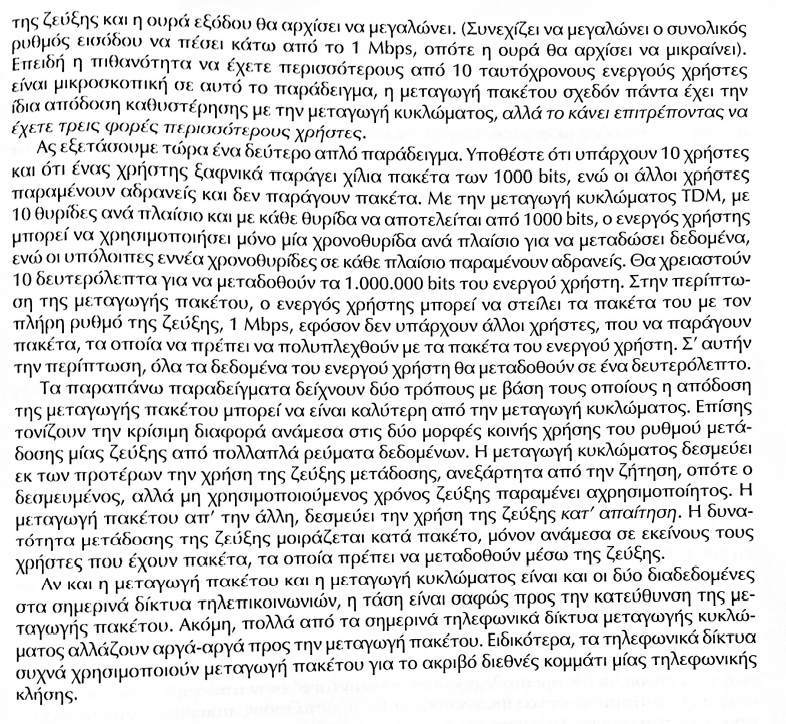 της ζεύξης και η ουρά εξόδου θα αρχίσει να μεγαλώνει. (Συνεχίζει να μεγαλώνει ο συνολικός
ρυθμός εισόδου να πέσει κάτω από το 1 Mbps, οπότε η ουρά θα αρχίσει να μικραίνει).
Επειδή η πιθανότητα να έχετε περισσότερους από 10 ταυτόχρονους ενεργούς χρήστες
είναι μικροσκοπική σε αυτό το παράδειγμα, η μεταγωγή πακέτου σχεδόν πάντα έχει την
ίδια απόδοση καθυστέρησης με την μεταγωγή κυκλώματος, αλλά το κάνει επιτρέποντας να
έχετε τρεις φορές περισσότερους χρήστες.
Ας εξετάσουμε τώρα ένα δεύτερο απλό παράδειγμα. Υποθέστε ότι υπάρχουν 10 χρήστες
και ότι ένας χρήστης ξαφνικά παράγει χίλια πακέτα των 1000 bits, ενώ οι άλλοι χρήστες
παραμένουν αδρανείς και δεν παράγουν πακέτα. Με την μεταγωγή κυκλώματος TDM, με
10 θυρίδες ανά πλαίσιο και με κάθε θυρίδα να αποτελείται από 1000 bits, ο ενεργός χρήστης
μπορεί να χρησιμοποιήσει μόνο μία χρονοθυρίδα ανά πλαίσιο για να μεταδώσει δεδομένα,
ενώ οι υπόλοιπες εννέα χρονοθυρίδες σε κάθε πλαίσιο παραμένουν αδρανείς. Θα χρειαστούν
10 δευτερόλεπτα για να μεταδοθούν τα 1.000.000 bits του ενεργού χρήστη. Στην περίπτω-
ση της μεταγωγής πακέτου, ο ενεργός χρήστης μπορεί να στείλει τα πακέτα του με τον
πλήρη ρυθμό της ζεύξης, 1 Mbps, εφόσον δεν υπάρχουν άλλοι χρήστες, που να παράγουν
πακέτα, τα οποία να πρέπει να πολυπλεχθούν με τα πακέτα του ενεργού χρήστη. Σ' αυτήν
την περίπτωση, όλα τα δεδομένα του ενεργού χρήστη θα μεταδοθούν σε ένα δευτερόλεπτο.
Τα παραπάνω παραδείγματα δείχνουν δύο τρόπους με βάση τους οποίους η απόδοση
της μεταγωγής πακέτου μπορεί να είναι καλύτερη από την μεταγωγή κυκλώματος. Επίσης
τονίζουν την κρίσιμη διαφορά ανάμεσα στις δύο μορφές κοινής χρήσης του ρυθμού μετά-
δοσης μίας ζεύξης από πολλαπλά ρεύματα δεδομένων. Η μεταγωγή κυκλώματος δεσμεύει
εκ των προτέρων την χρήση της ζεύξης μετάδοσης, ανεξάρτητα από την ζήτηση, οπότε ο
δεσμευμένος, αλλά μη χρησιμοποιούμενος χρόνος ζεύξης παραμένει αχρησιμοποίητος. Η
μεταγωγή πακέτου απ' την άλλη, δεσμεύει την χρήση της ζεύξης κατ' απαίτηση. Η δυνα-
τότητα μετάδοσης της ζεύξης μοιράζεται κατά πακέτο, μόνον ανάμεσα σε εκείνους τους
χρήστες που έχουν πακέτα, τα οποία πρέπει να μεταδοθούν μέσω της ζεύξης.
Αν και η μεταγωγή πακέτου και η μεταγωγή κυκλώματος είναι και οι δύο διαδεδομένες
στα σημερινά δίκτυα τηλεπικοινωνιών, η τάση είναι σαφώς προς την κατεύθυνση της με-
ταγωγής πακέτου. Ακόμη, πολλά από τα σημερινά τηλεφωνικά δίκτυα μεταγωγής κυκλώ-
ματος αλλάζουν αργά-αργά προς την μεταγωγή πακέτου. Ειδικότερα, τα τηλεφωνικά δίκτυα
συχνά χρησιμοποιούν μεταγωγή πακέτου για το ακριβό διεθνές κομμάτι μίας τηλεφωνικής
κλήσης.